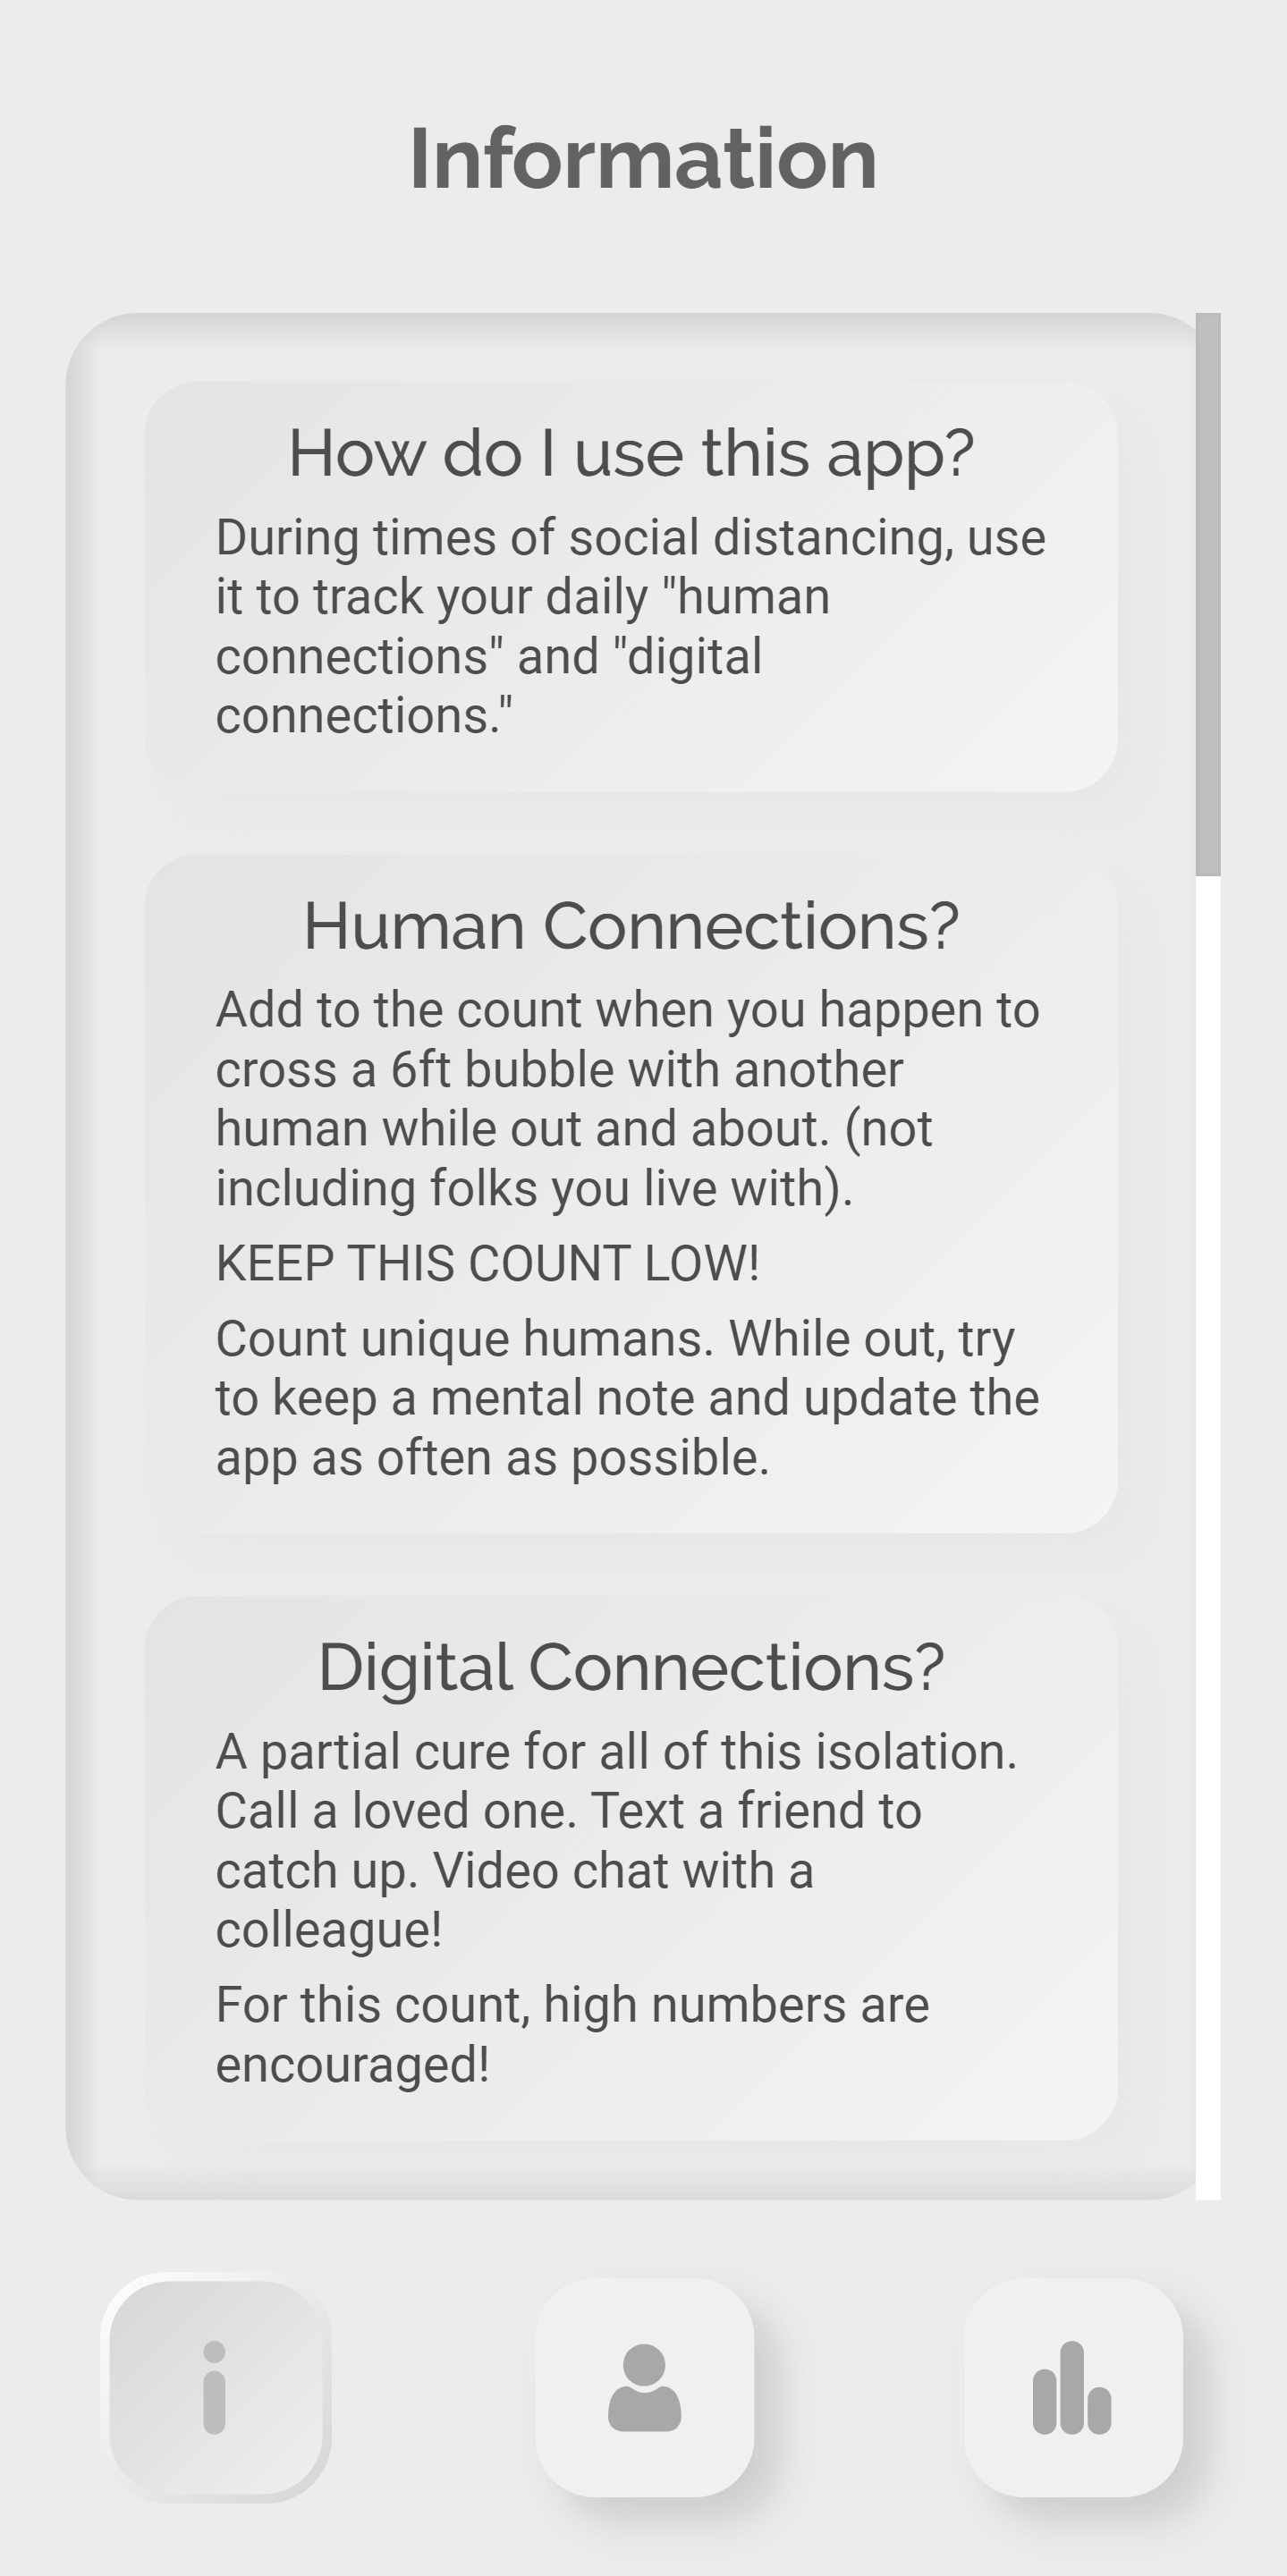 Information
How do I use this app?
During times of social distancing, use
it to track your daily "human
connections" and "digital
connections."
Human Connections?
Add to the count when you happen to
cross a 6ft bubble with another
human while out and about. (not
including folks you live with).
KEEP THIS COUNT LOW!
Count unique humans. While out, try
to keep a mental note and update the
app as often as possible.
Digital Connections?
A partial cure for all of this isolation.
Call a loved one. Text a friend to
catch up. Video chat with a
colleague!
For this count, high numbers are
encouraged!